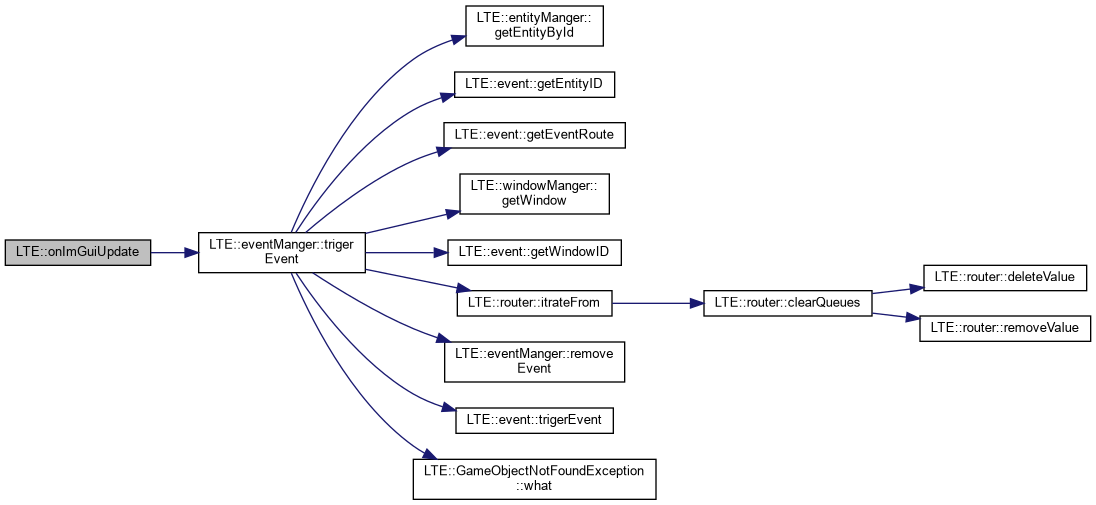 LTE::onImGuiUpdate
LTE::eventManger::triger
Event
LTE::entityManger::
getEntityById
LTE::event::getEntityID
LTE::event::getEventRoute
LTE::windowManger::
getWindow
LTE::event::getWindowID
LTE::router::itrateFrom
LTE::eventManger::remove
Event
LTE::event::trigerEvent
LTE::GameObjectNotFoundException
::what
LTE::router::clearQueues
LTE::router::deleteValue
LTE::router::removeValue